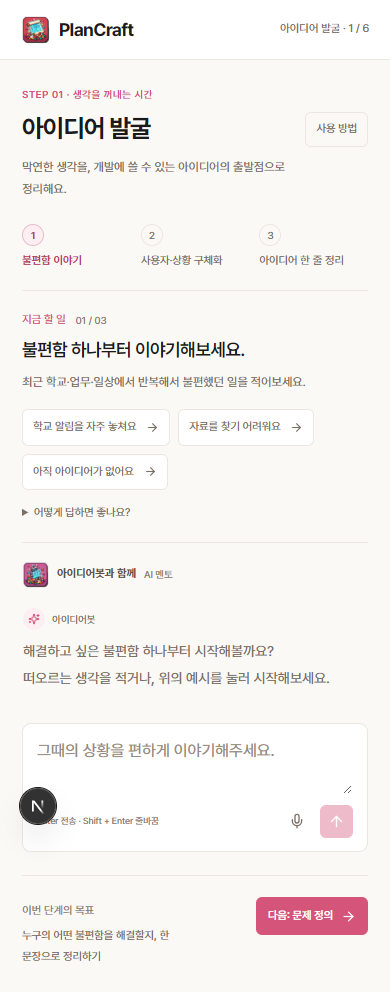 PlanCraft
아이디어 발굴 · 1 / 6
STEP 01 · 생각을 꺼내는 시간
아이디어 발굴
사용 방법
막연한 생각을, 개발에 쓸 수 있는 아이디어의 출발점으로
정리해요.
1
2
3
불편함 이야기
사용자·상황 구체화
아이디어 한 줄 정리
지금 할 일 01 / 03
불편함 하나부터 이야기해보세요.
최근 학교·업무·일상에서 반복해서 불편했던 일을 적어보세요.
학교 알림을 자주 놓쳐요 →
자료를 찾기 어려워요 →
아직 아이디어가 없어요 →
▶ 어떻게 답하면 좋나요?
아이디어봇과 함께 AI 멘토
아이디어봇
해결하고 싶은 불편함 하나부터 시작해볼까요?
떠오르는 생각을 적거나, 위의 예시를 눌러 시작해보세요.
그때의 상황을 편하게 이야기해주세요.
N
전송 · Shift + Enter 줄바꿈
이번 단계의 목표
누구의 어떤 불편함을 해결할지, 한
문장으로 정리하기
다음: 문제 정의 →